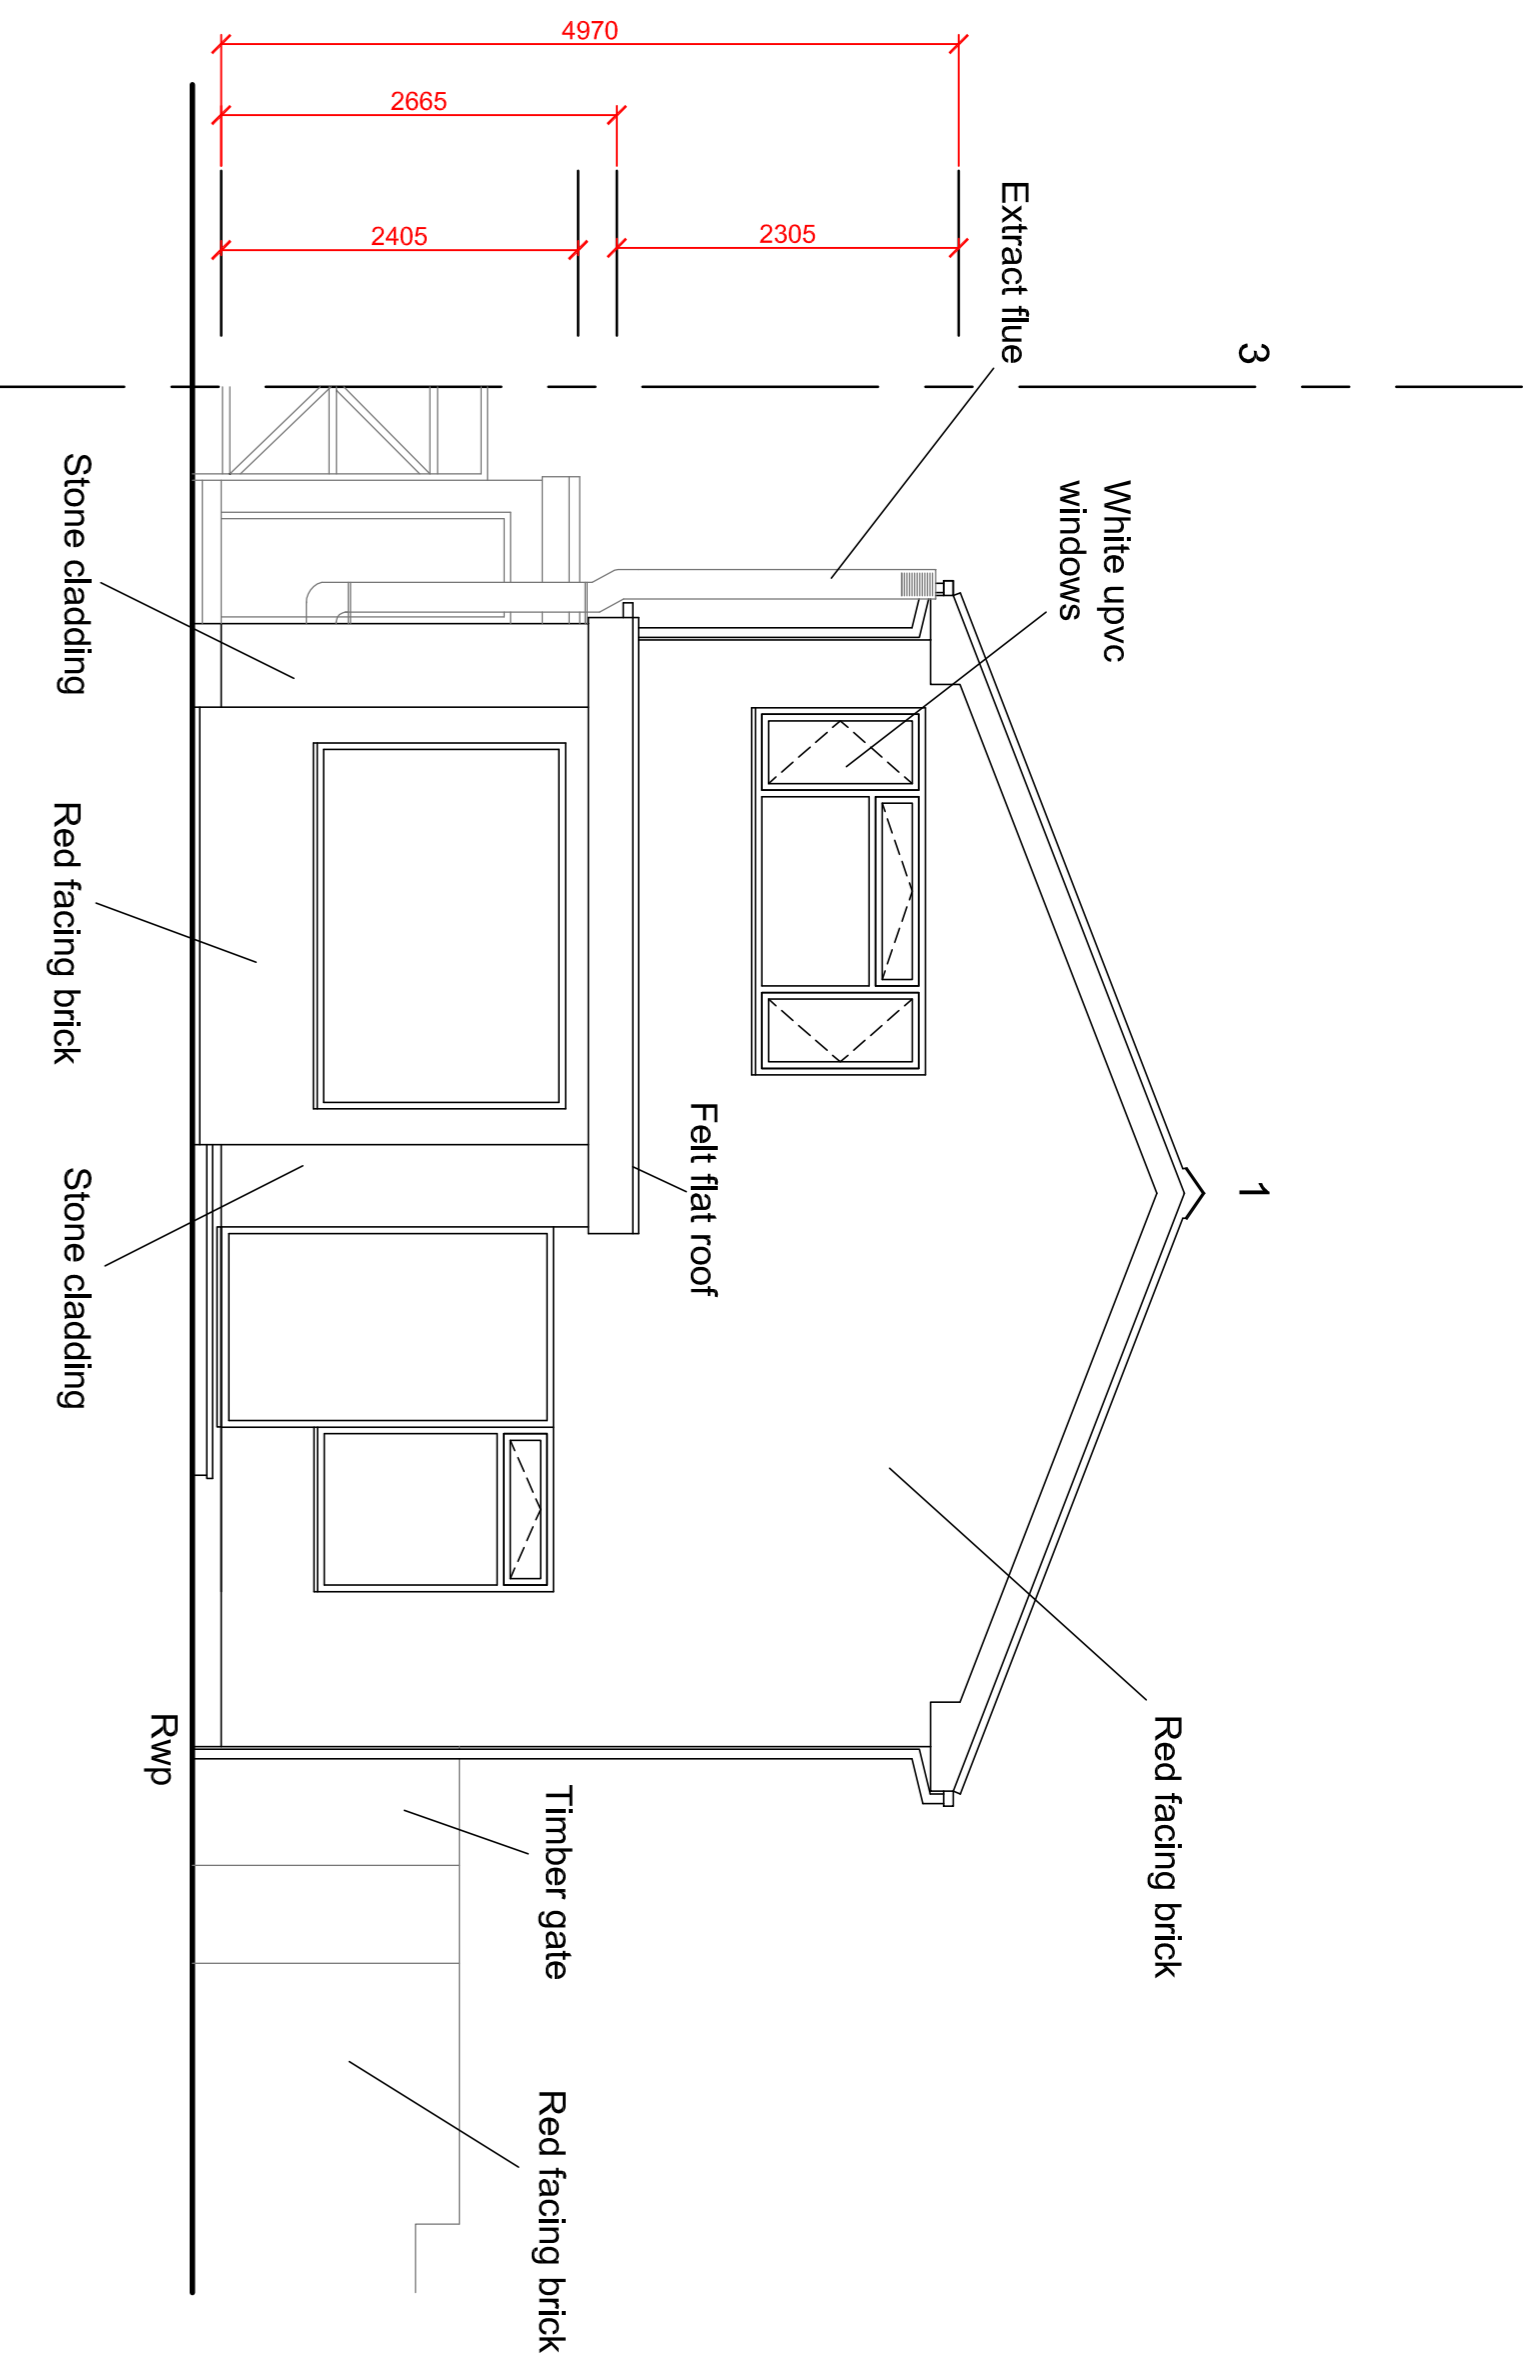 4970
2665
2405
2305
3
1
Extract flue
White upvc
windows
Stone cladding
Red facing brick
Stone cladding
Felt flat roof
Red facing brick
Rwp
Timber gate
Red facing brick